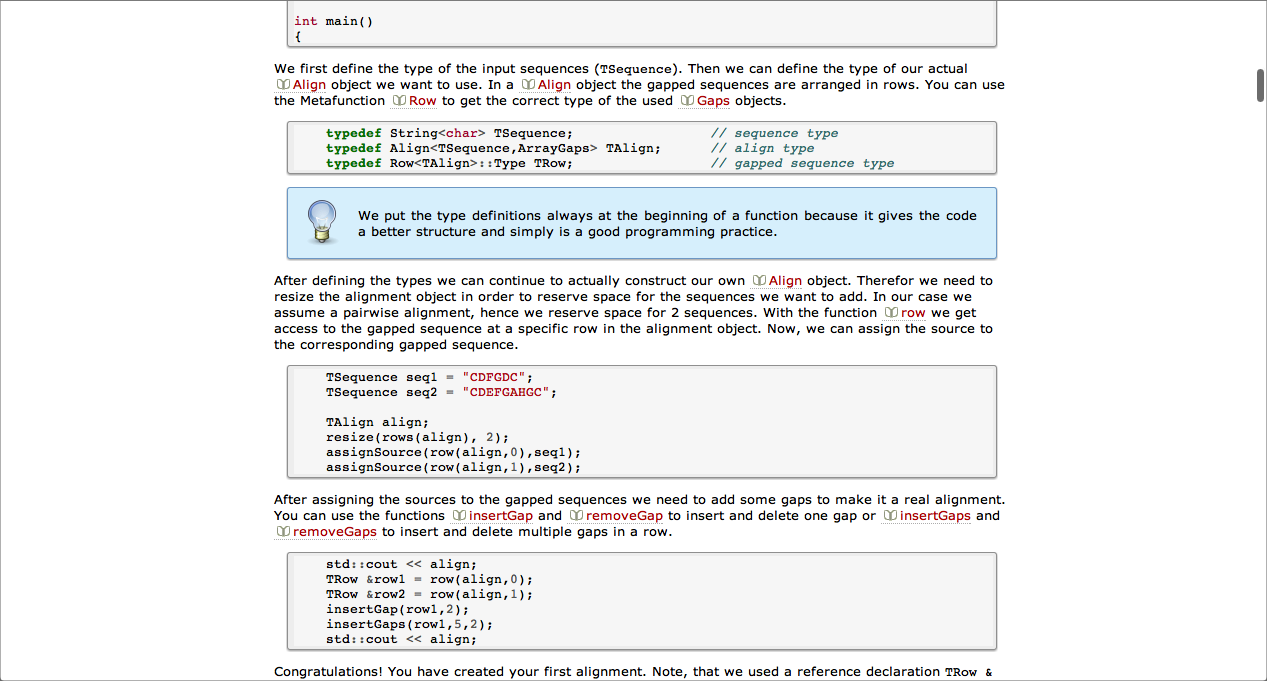 int main()
{
We first define the type of the input sequences (TSequence). Then we can define the type of our actual
Align object we want to use. In a Align object the gapped sequences are arranged in rows. You can use
the Metafunction Row to get the correct type of the used Gaps objects.
typedef String<char> TSequence; // sequence type
typedef Align<TSequence,ArrayGaps> TAlign; // align type
typedef Row<TAlign>::Type TRow; // gapped sequence type
We put the type definitions always at the beginning of a function because it gives the code
a better structure and simply is a good programming practice.
After defining the types we can continue to actually construct our own Align object. Therefor we need to
resize the alignment object in order to reserve space for the sequences we want to add. In our case we
assume a pairwise alignment, hence we reserve space for 2 sequences. With the function row we get
access to the gapped sequence at a specific row in the alignment object. Now, we can assign the source to
the corresponding gapped sequence.
TSequence seq1 = "CDFGDC";
TSequence seq2 = "CDEFGAHGC";
TAlign align;
resize(rows(align), 2);
assignSource(row(align,0),seq1);
assignSource(row(align,1),seq2);
After assigning the sources to the gapped sequences we need to add some gaps to make it a real alignment.
You can use the functions insertGap and removeGap to insert and delete one gap or insertGaps and
removeGaps to insert and delete multiple gaps in a row.
std::cout << align;
TRow &row1 = row(align,0);
TRow &row2 = row(align,1);
insertGap(row1,2);
insertGaps(row1,5,2);
std::cout << align;
Congratulations! You have created your first alignment. Note, that we used a reference declaration TRow &